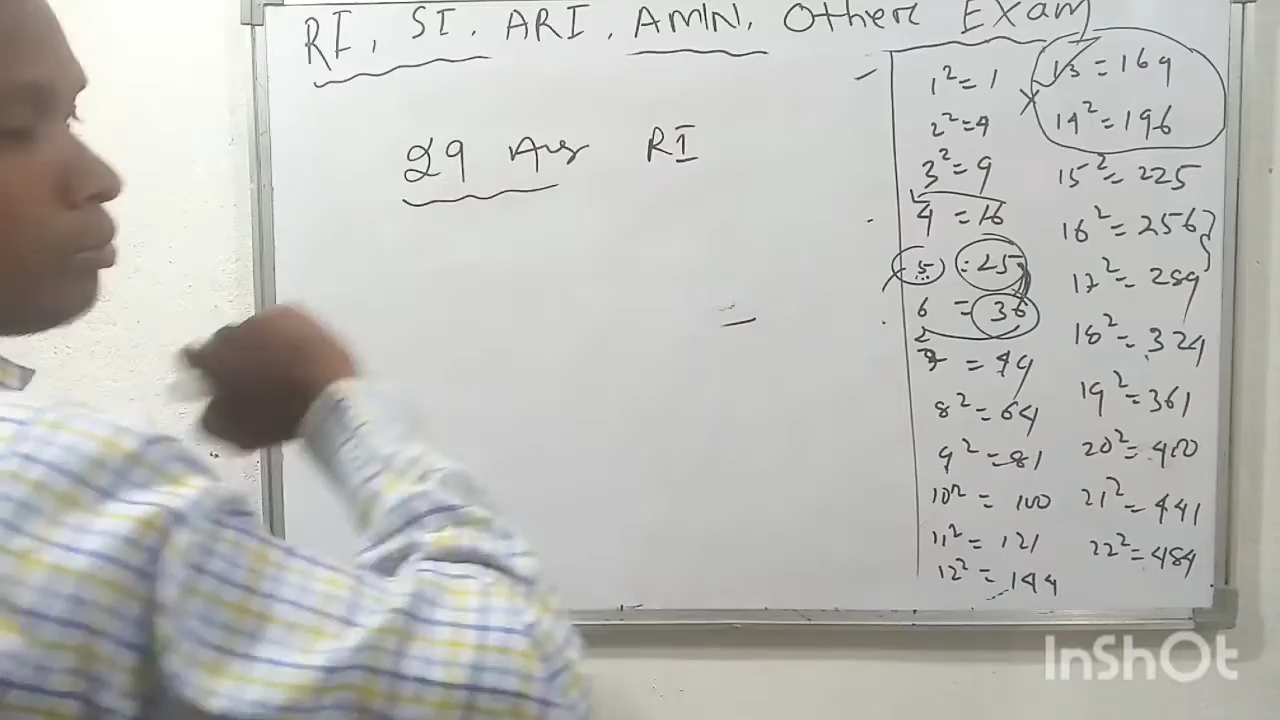 RI, SI, ARI, AMIN, Other Exam
29 Aug RI
1² = 1
2² = 4
3² = 9
4 = 16
5 = 25
6 = 36
7 = 49
8² = 64
9² = 81
10² = 100
11² = 121
12² = 144
13 = 169
14² = 196
15² = 225
16² = 256
17² = 289
18² = 324
19² = 361
20² = 400
21² = 441
22² = 484
InShOt